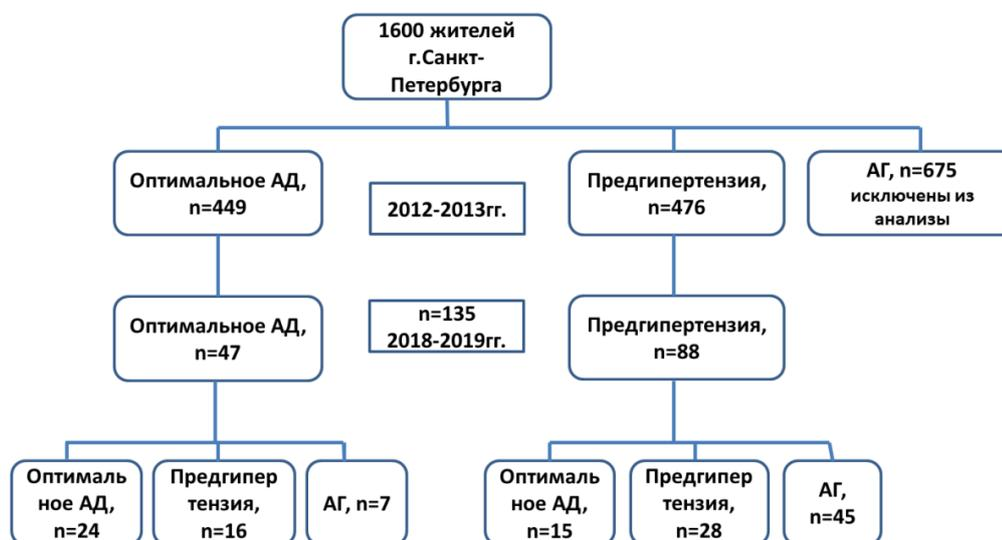 1600 жителей
г.Санкт-
Петербурга
Оптимальное АД,
n=449
2012-2013гг.
Предгипертензия,
n=476
АГ, n=675
исключены из
анализы
Оптимальное АД,
n=47
n=135
2018-2019гг.
Предгипертензия,
n=88
Оптималь
ное АД,
n=24
Предгипер
тензия,
n=16
АГ, n=7
Оптималь
ное АД,
n=15
Предгипер
тензия,
n=28
АГ,
n=45